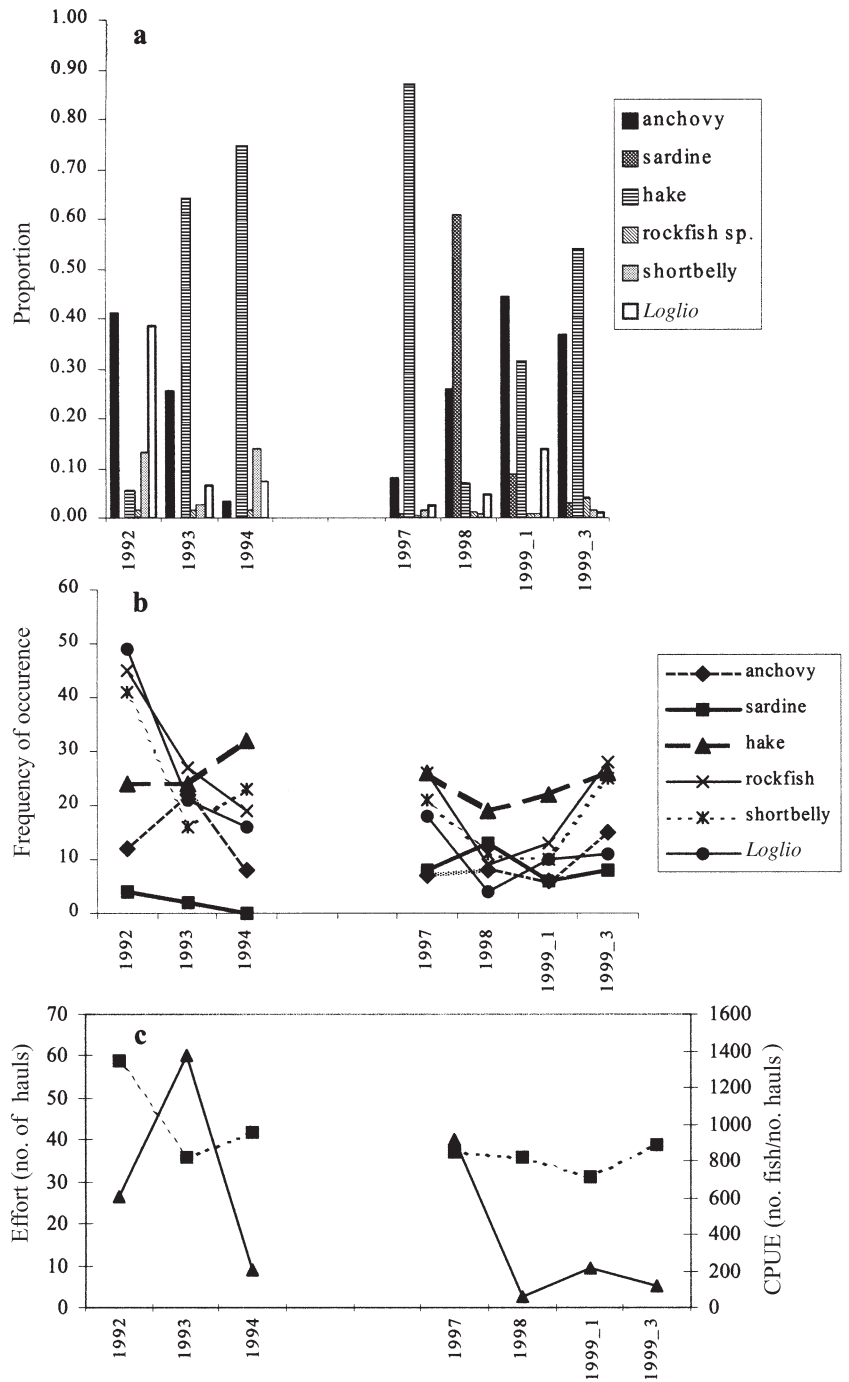 a
1.00
0.90
0.80
0.70
0.60
0.50
0.40
0.30
0.20
0.10
0.00
Proportion
1992
1993
1994
1997
1998
1999_1
1999_3
anchovy
sardine
hake
rockfish sp.
shortbelly
Loglio
b
60
50
40
30
20
10
0
Frequency of occurence
1992
1993
1994
1997
1998
1999_1
1999_3
anchovy
sardine
hake
rockfish
shortbelly
Loglio
c
70
60
50
40
30
20
10
0
Effort (no. of hauls)
1600
1400
1200
1000
800
600
400
200
0
CPUE (no. fish/no. hauls )
1992
1993
1994
1997
1998
1999_1
1999_3